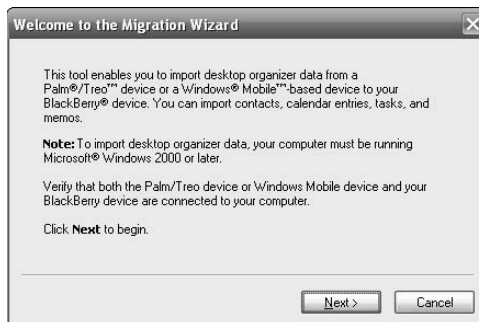 Welcome to the Migration Wizard
This tool enables you to import desktop organizer data from a
Palm®/Treo™ device or a Windows® Mobile™-based device to your
BlackBerry® device. You can import contacts, calendar entries, tasks, and
memos.
Note: To import desktop organizer data, your computer must be running
Microsoft® Windows 2000 or later.
Verify that both the Palm/Treo device or Windows Mobile device and your
BlackBerry device are connected to your computer.
Click Next to begin.
Next > Cancel